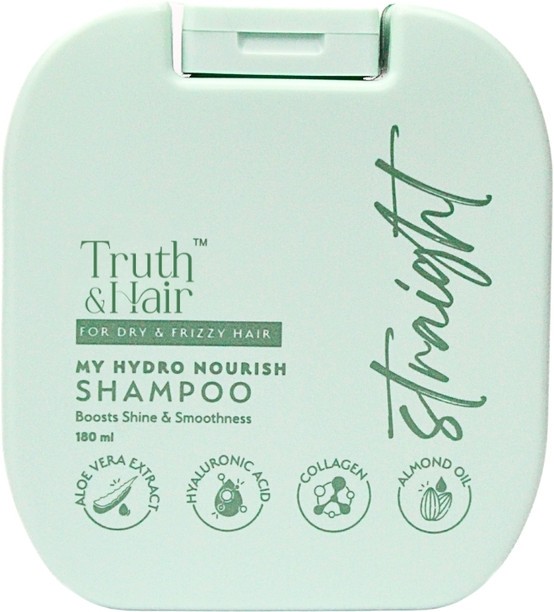 Truth™
&Hair
FOR DRY & FRIZZY HAIR
MY HYDRO NOURISH
SHAMPOO
Boosts Shine & Smoothness
180 ml
ALOE VERA EXTRACT
HYALURONIC ACID
COLLAGEN
ALMOND OIL
straight